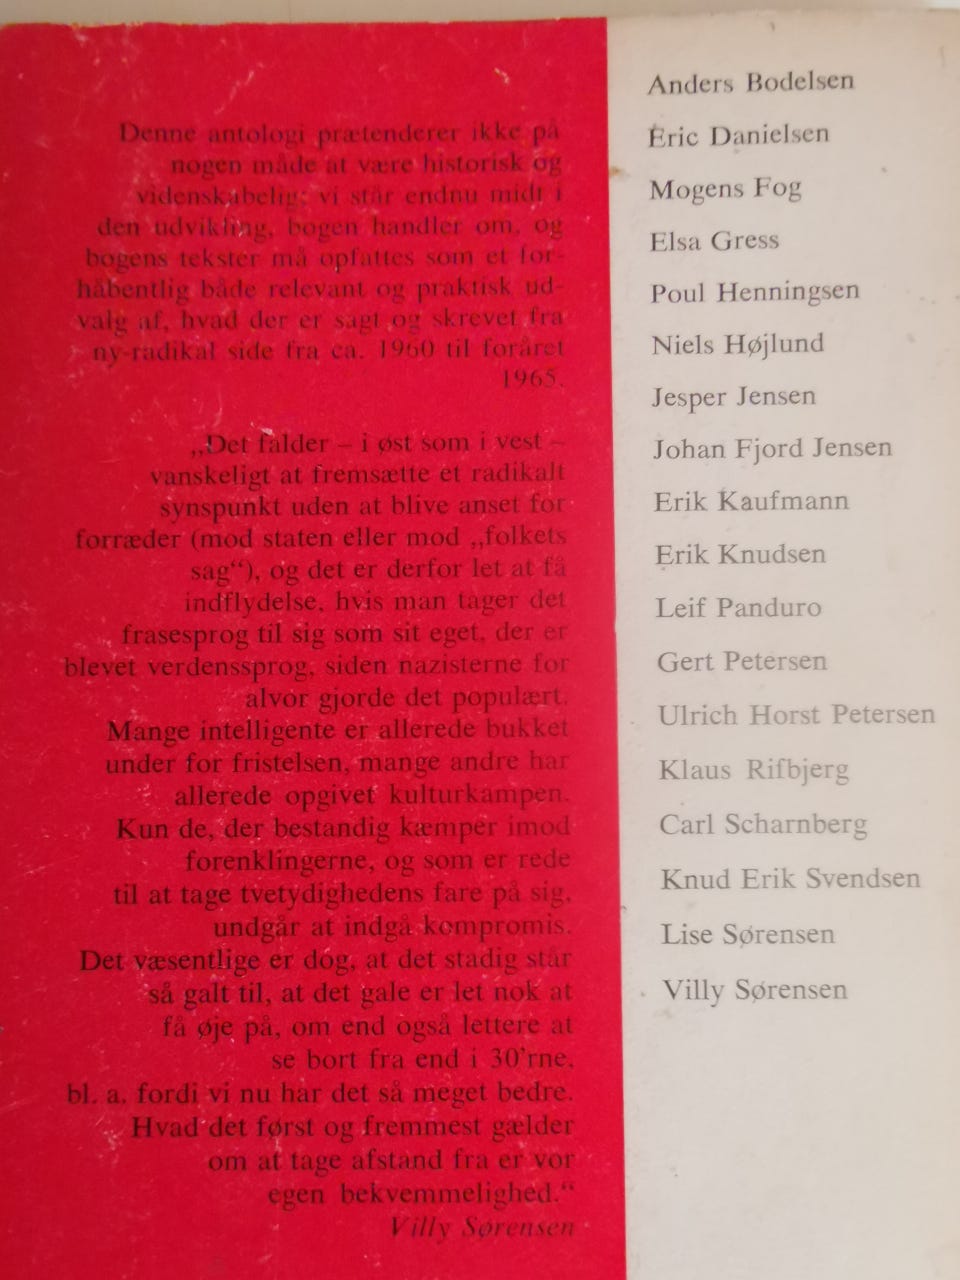 Denne antologi prætenderer ikke på
nogen måde at være historisk og
videnskabelig: vi står endnu midt i
den udvikling, bogen handler om, og
bogens tekster må opfattes som et for-
håbentlig både relevant og praktisk ud-
valg af, hvad der er sagt og skrevet fra
ny-radikal side fra ca. 1960 til foråret
1965.
„Det falder – i øst som i vest –
vanskeligt at fremsætte et radikalt
synspunkt uden at blive anset for
forræder (mod staten eller mod „folkets
sag“), og det er derfor let at få
indflydelse, hvis man tager det
frasesprog til sig som sit eget, der er
blevet verdenssprog, siden nazisterne for
alvor gjorde det populært.
Mange intelligente er allerede bukket
under for fristelsen, mange andre har
allerede opgivet kulturkampen.
Kun de, der bestandig kæmper imod
forenklingerne, og som er rede
til at tage tvetydighedens fare på sig,
undgår at indgå kompromis.
Det væsentlige er dog, at det stadig står
så galt til, at det gale er let nok at
få øje på, om end også lettere at
se bort fra end i 30'rne,
bl. a. fordi vi nu har det så meget bedre.
Hvad det først og fremmest gælder
om at tage afstand fra er vor
egen bekvemmelighed.“
Villy Sørensen
Anders Bodelsen
Eric Danielsen
Mogens Fog
Elsa Gress
Poul Henningsen
Niels Højlund
Jesper Jensen
Johan Fjord Jensen
Erik Kaufmann
Erik Knudsen
Leif Panduro
Gert Petersen
Ulrich Horst Petersen
Klaus Rifbjerg
Carl Scharnberg
Knud Erik Svendsen
Lise Sørensen
Villy Sørensen